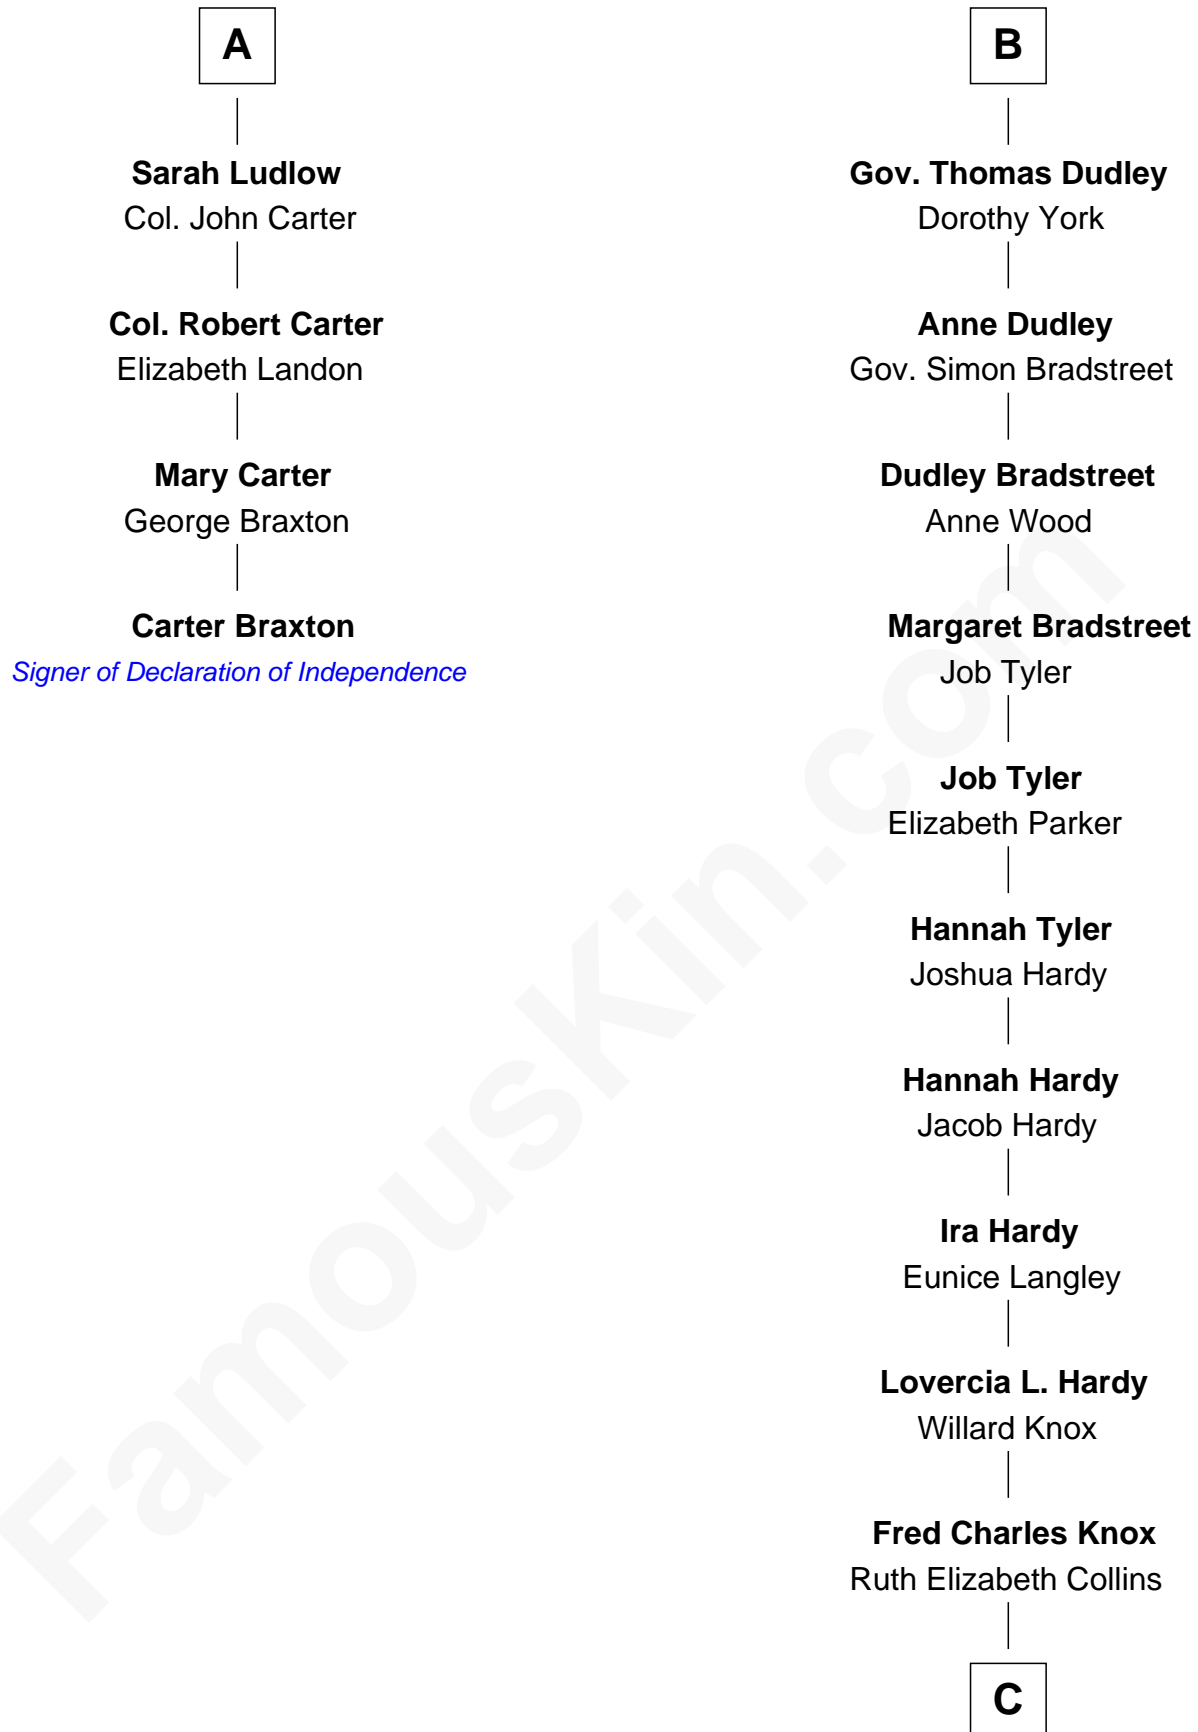 A
Sarah Ludlow
Col. John Carter
Col. Robert Carter
Elizabeth Landon
Mary Carter
George Braxton
Carter Braxton
Signer of Declaration of Independence
B
Gov. Thomas Dudley
Dorothy York
Anne Dudley
Gov. Simon Bradstreet
Dudley Bradstreet
Anne Wood
Margaret Bradstreet
Job Tyler
Job Tyler
Elizabeth Parker
Hannah Tyler
Joshua Hardy
Hannah Hardy
Jacob Hardy
Ira Hardy
Eunice Langley
Lovercia L. Hardy
Willard Knox
Fred Charles Knox
Ruth Elizabeth Collins
C
FamousKin.com